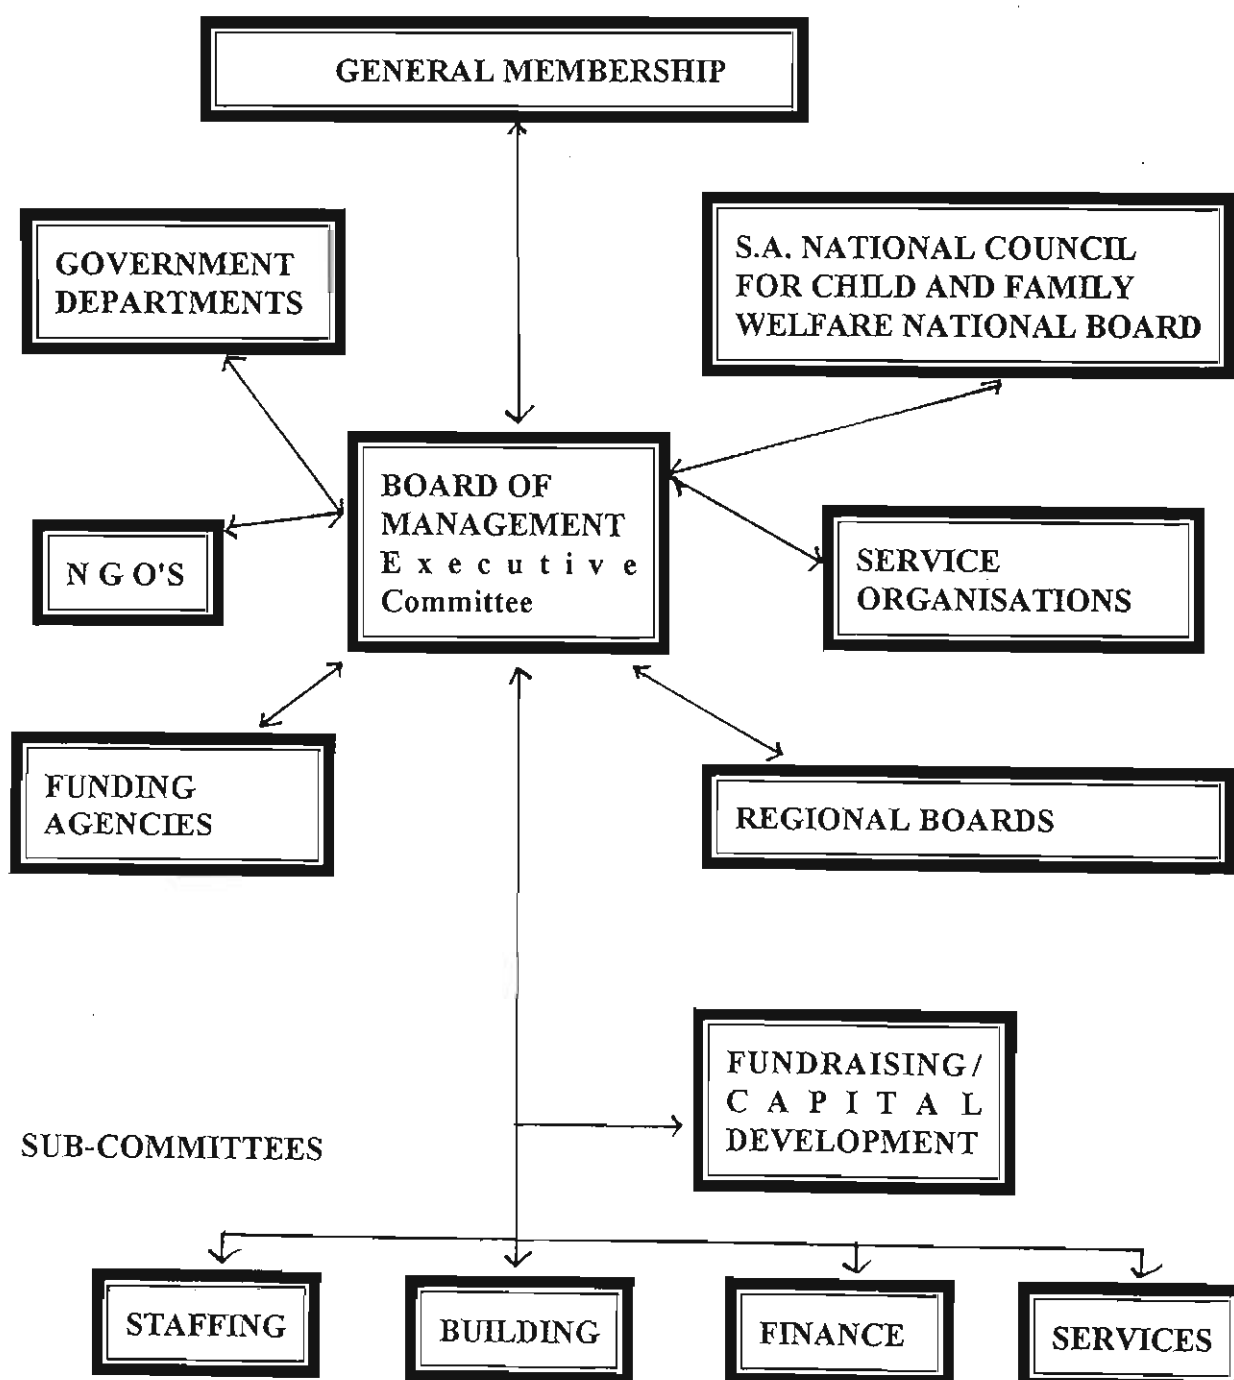 GENERAL MEMBERSHIP
GOVERNMENT
DEPARTMENTS
S.A. NATIONAL COUNCIL
FOR CHILD AND FAMILY
WELFARE NATIONAL BOARD
BOARD OF
MANAGEMENT
Executive
Committee
N G O'S
SERVICE
ORGANISATIONS
FUNDING
AGENCIES
REGIONAL BOARDS
FUNDRAISING/
CAPITAL
DEVELOPMENT
SUB-COMMITTEES
STAFFING
BUILDING
FINANCE
SERVICES